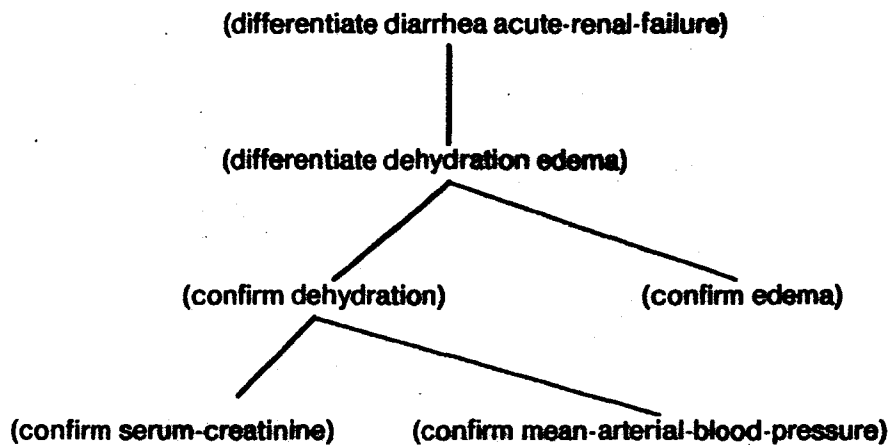 (differentiate diarrhea acute-renal-failure)
(differentiate dehydration edema)
(confirm dehydration) (confirm edema)
(confirm serum-creatinine) (confirm mean-arterial-blood-pressure)